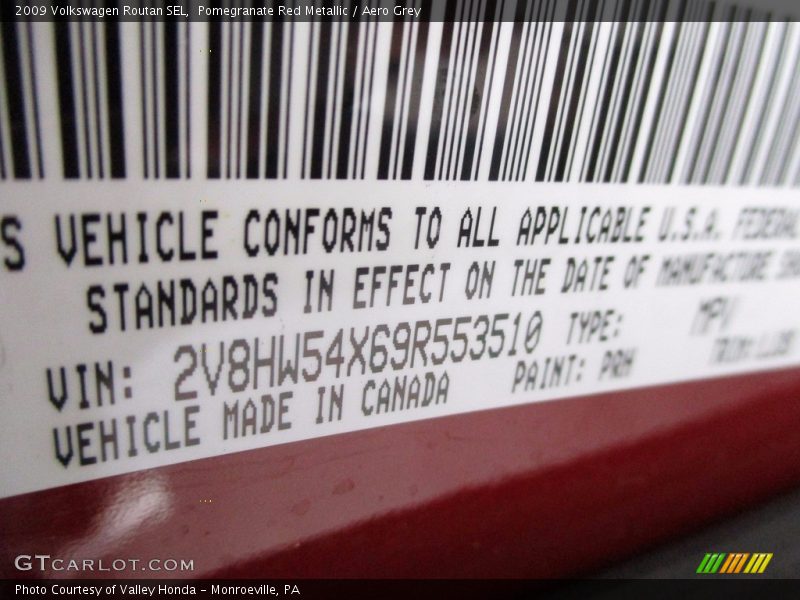 2009 Volkswagen Routan SEL, Pomegranate Red Metallic / Aero Grey
S VEHICLE CONFORMS TO ALL APPLICABLE U.S.A. FEDERAL
STANDARDS IN EFFECT ON THE DATE OF MANUFACTURE
VIN: 2V8HW54X69R553510 TYPE: MPV
VEHICLE MADE IN CANADA PAINT: PRH
GTCARLOT.COM
Photo Courtesy of Valley Honda - Monroeville, PA